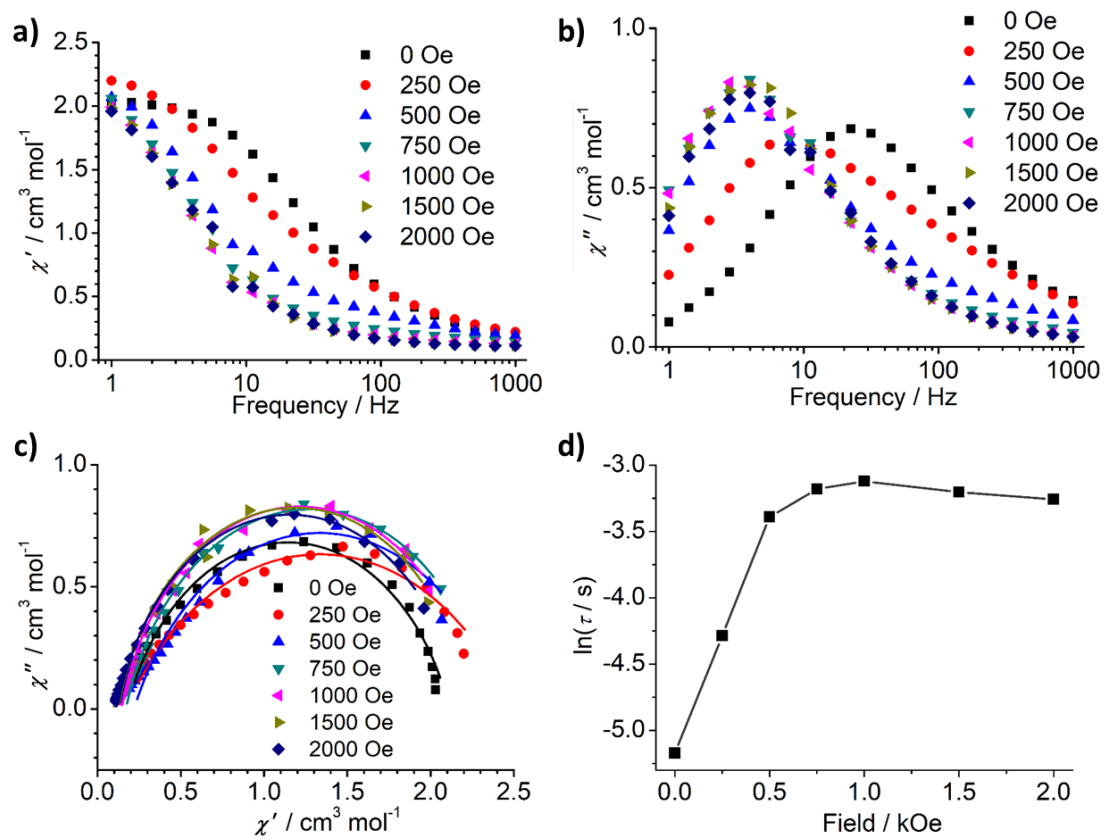 a)
χ′ / cm³ mol⁻¹
2.5
2.0
1.5
1.0
0.5
0.0
0 Oe
250 Oe
500 Oe
750 Oe
1000 Oe
1500 Oe
2000 Oe
1 10 100 1000
Frequency / Hz
b)
χ″ / cm³ mol⁻¹
1.0
0.5
0.0
0 Oe
250 Oe
500 Oe
750 Oe
1000 Oe
1500 Oe
2000 Oe
1 10 100 1000
Frequency / Hz
c)
χ″ / cm³ mol⁻¹
1.0
0.5
0.0
0 Oe
250 Oe
500 Oe
750 Oe
1000 Oe
1500 Oe
2000 Oe
0.0 0.5 1.0 1.5 2.0 2.5
χ′ / cm³ mol⁻¹
d)
ln(τ / s)
-3.0
-3.5
-4.0
-4.5
-5.0
0.0 0.5 1.0 1.5 2.0
Field / kOe